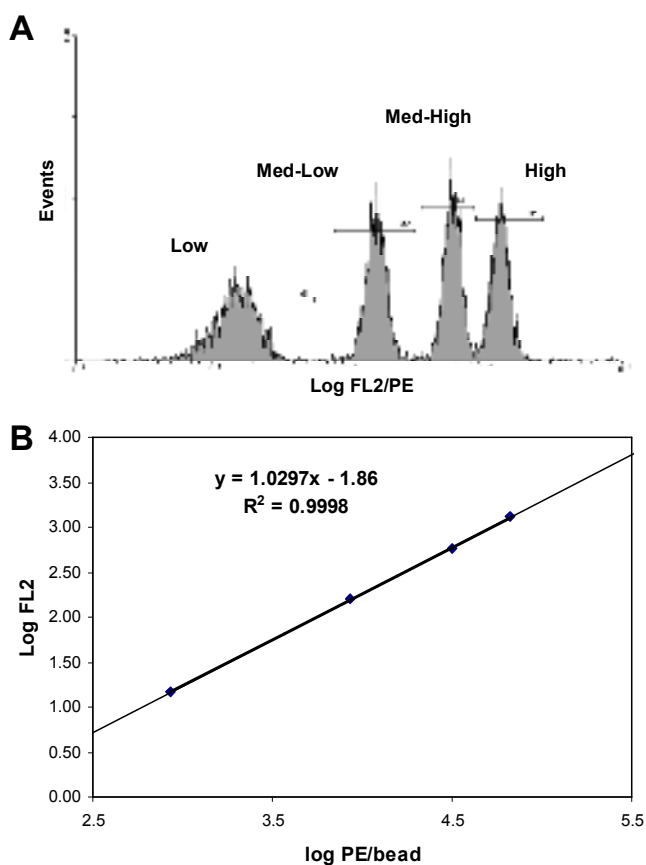 A
Events
Med-High
Med-Low
High
Low
Log FL2/PE
B
4.00
3.50
3.00
2.50
2.00
1.50
1.00
0.50
0.00
Log FL2
y = 1.0297x - 1.86
R² = 0.9998
2.5
3.5
4.5
5.5
log PE/bead